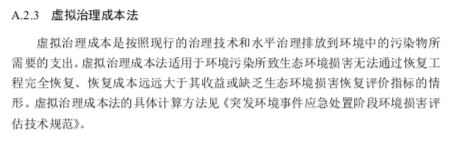 A.2.3 虚拟治理成本法
虚拟治理成本是按照现行的治理技术和水平治理排放到环境中的污染物所
需要的支出。虚拟治理成本法适用于环境污染所致生态环境损害无法通过恢复工
程完全恢复、恢复成本远远大于其收益或缺乏生态环境损害恢复评价指标的情
形。虚拟治理成本法的具体计算方法见《突发环境事件应急处置阶段环境损害评
估技术规范》。